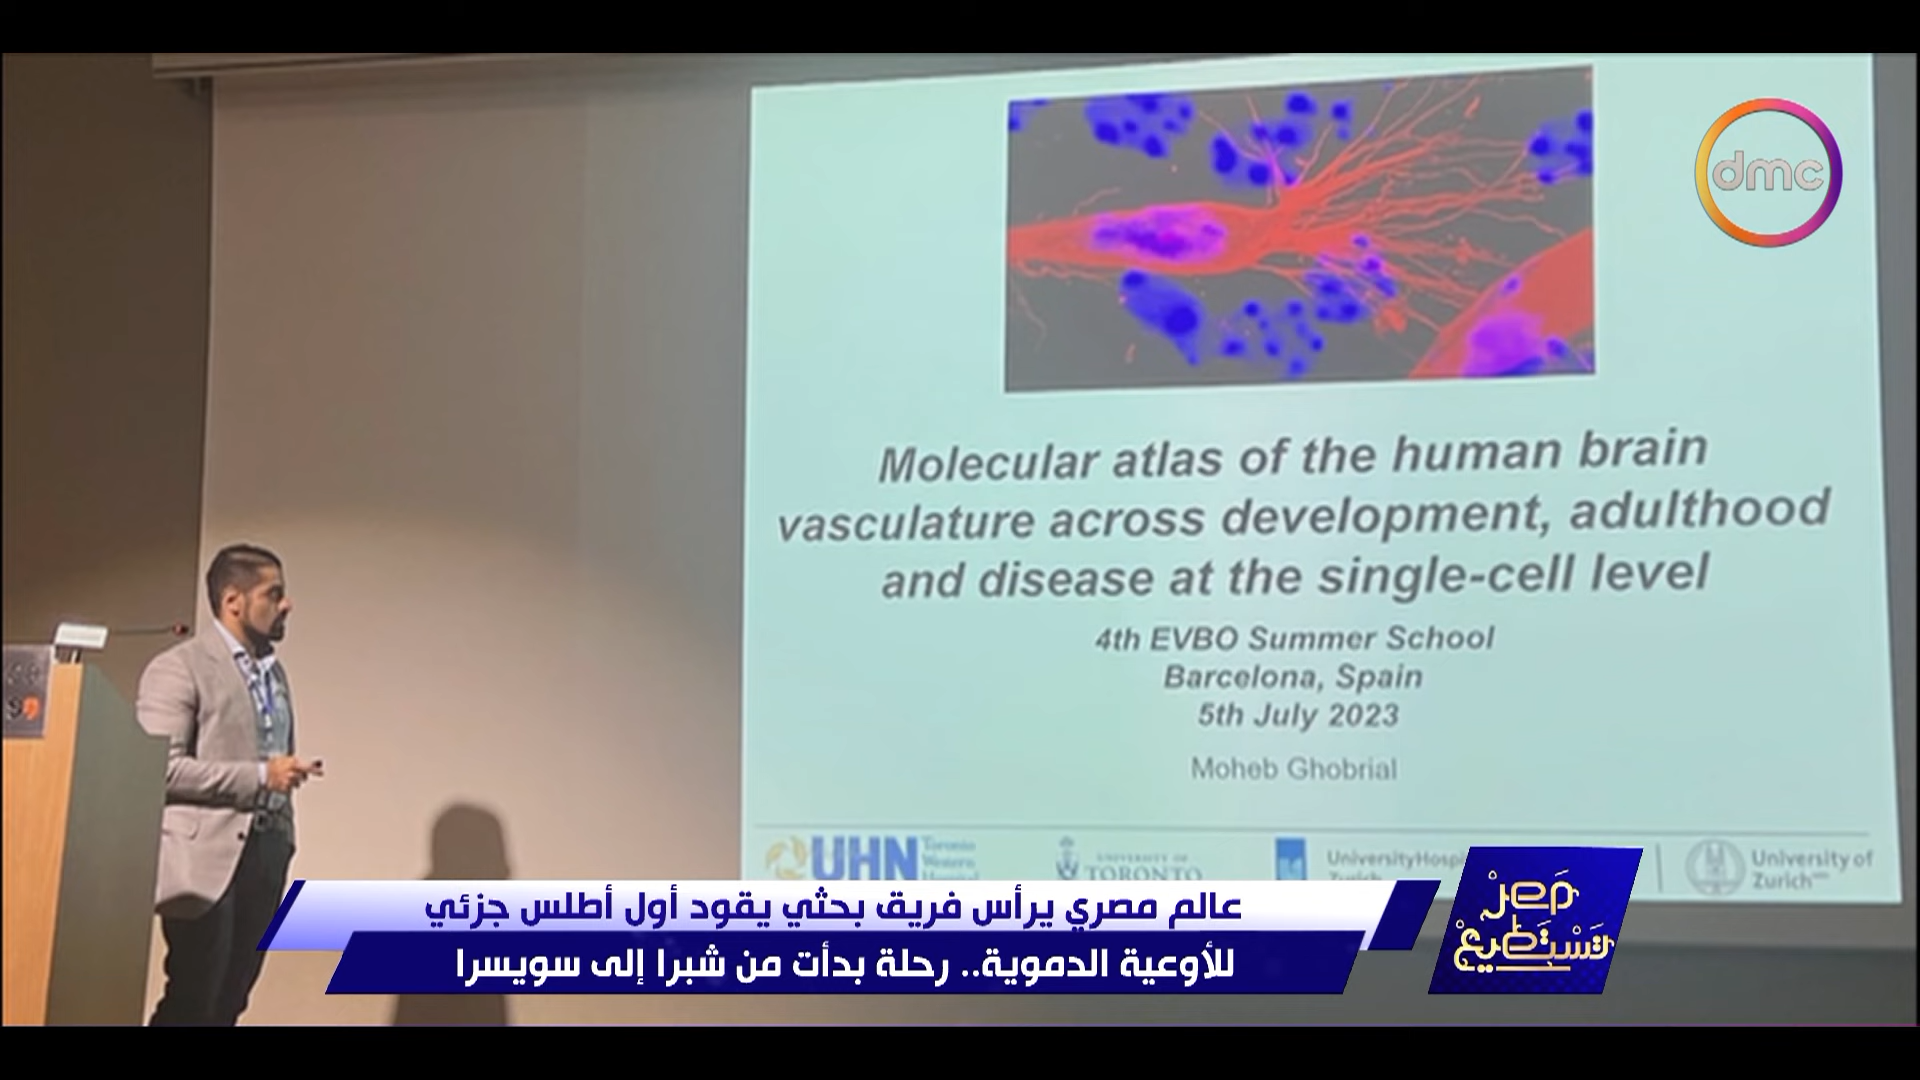 dmc
Molecular atlas of the human brain
vasculature across development, adulthood
and disease at the single-cell level
4th EVBO Summer School
Barcelona, Spain
5th July 2023
Moheb Ghobrial
UHN Toronto
Western
UNIVERSITY OF
TORONTO
University of
Zurich
عالم مصري يرأس فريق بحثي يقود أول أطلس جزئي
للأوعية الدموية.. رحلة بدأت من شبرا إلى سويسرا
مصر
تستطيع